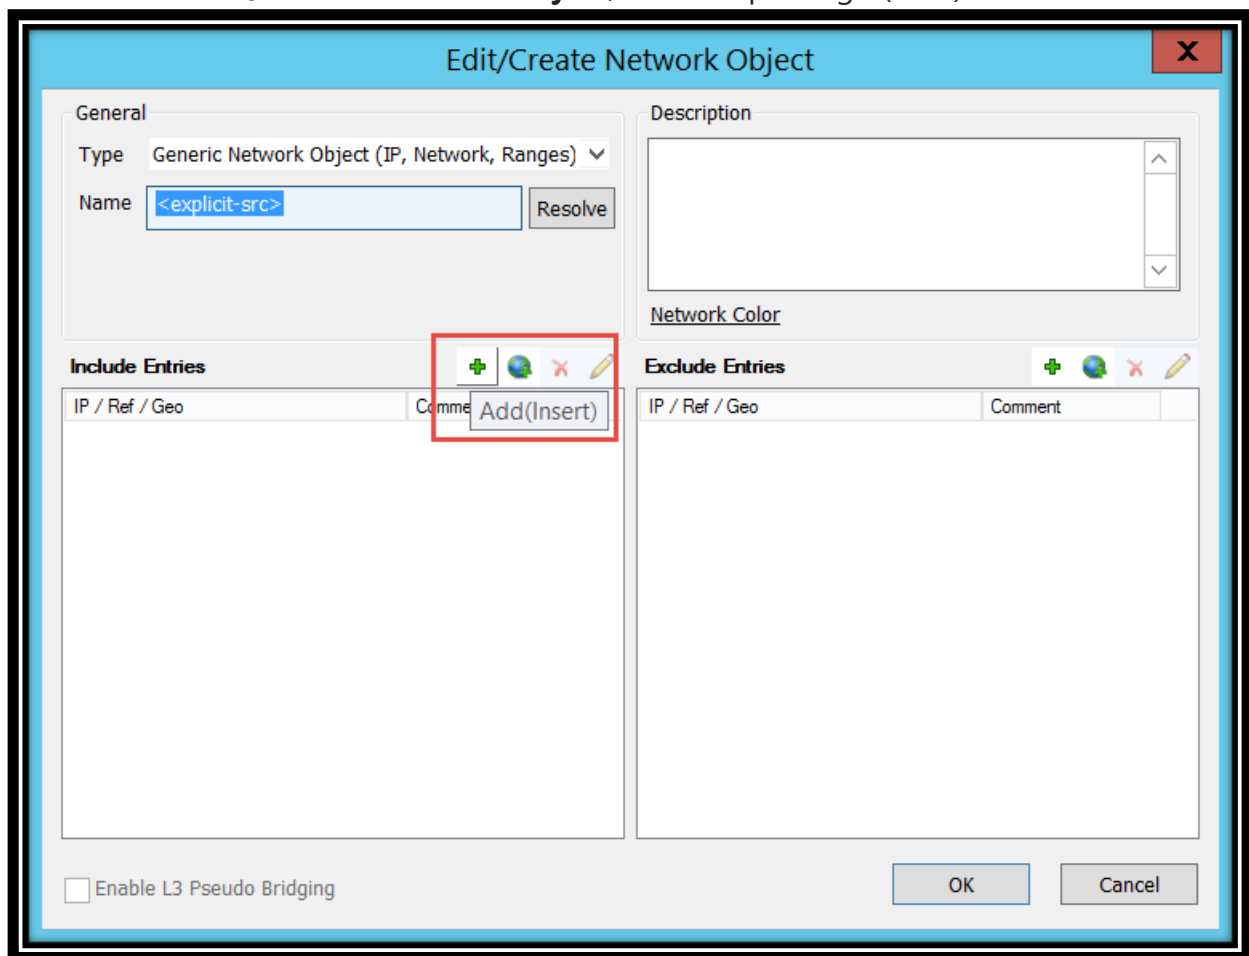 Edit/Create Network Object
X
General
Type Generic Network Object (IP, Network, Ranges)
Name <explicit-src> Resolve
Description
Network Color
Include Entries
IP / Ref / Geo
Add(Insert)
Exclude Entries
IP / Ref / Geo Comment
Enable L3 Pseudo Bridging
OK Cancel